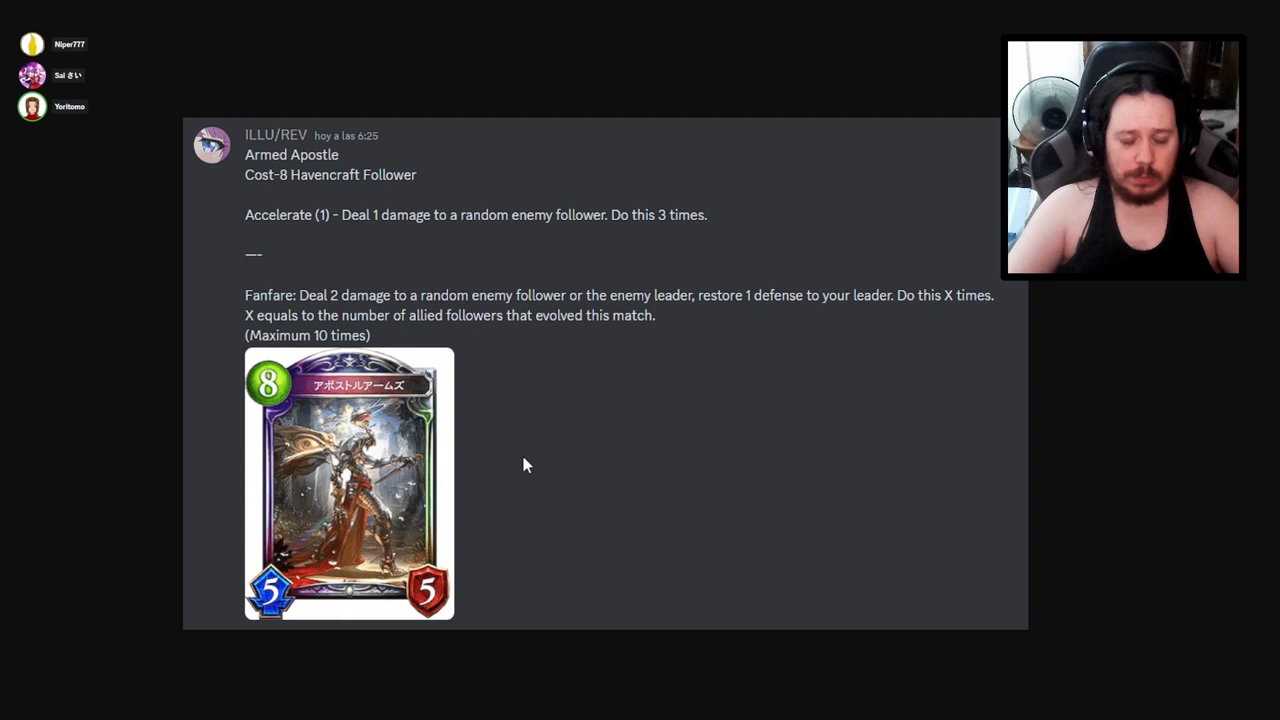 Niper777
Sai さい
Yoritomo
ILLU/REV hoy a las 6:25
Armed Apostle
Cost-8 Havencraft Follower
Accelerate (1) - Deal 1 damage to a random enemy follower. Do this 3 times.
—-
Fanfare: Deal 2 damage to a random enemy follower or the enemy leader, restore 1 defense to your leader. Do this X times.
X equals to the number of allied followers that evolved this match.
(Maximum 10 times)
8
アポストルアームズ
5
5